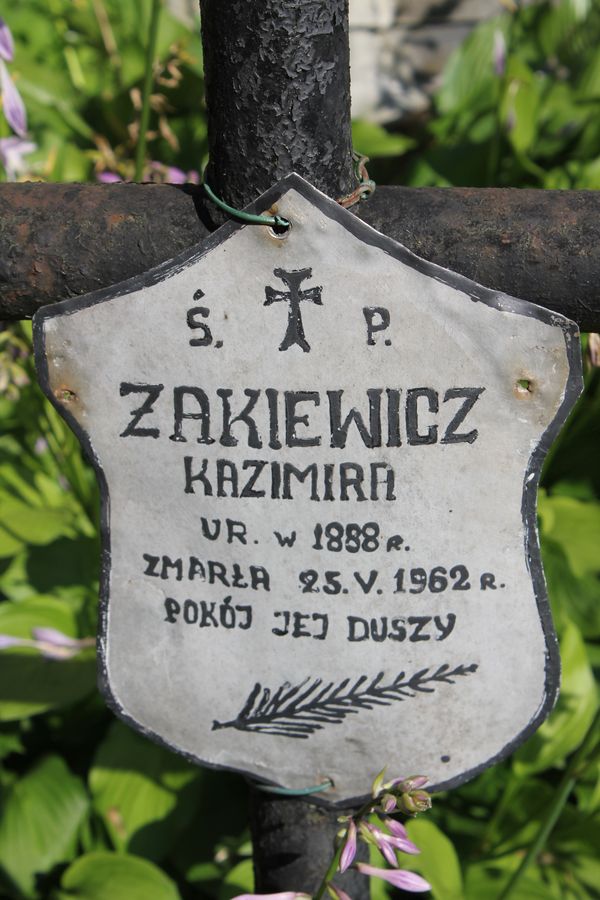 Ś. P.
ZAKIEWICZ
KAZIMIRA
UR. W 1888 R.
ZMARŁA 25.V.1962 R.
POKÓJ JEJ DUSZY